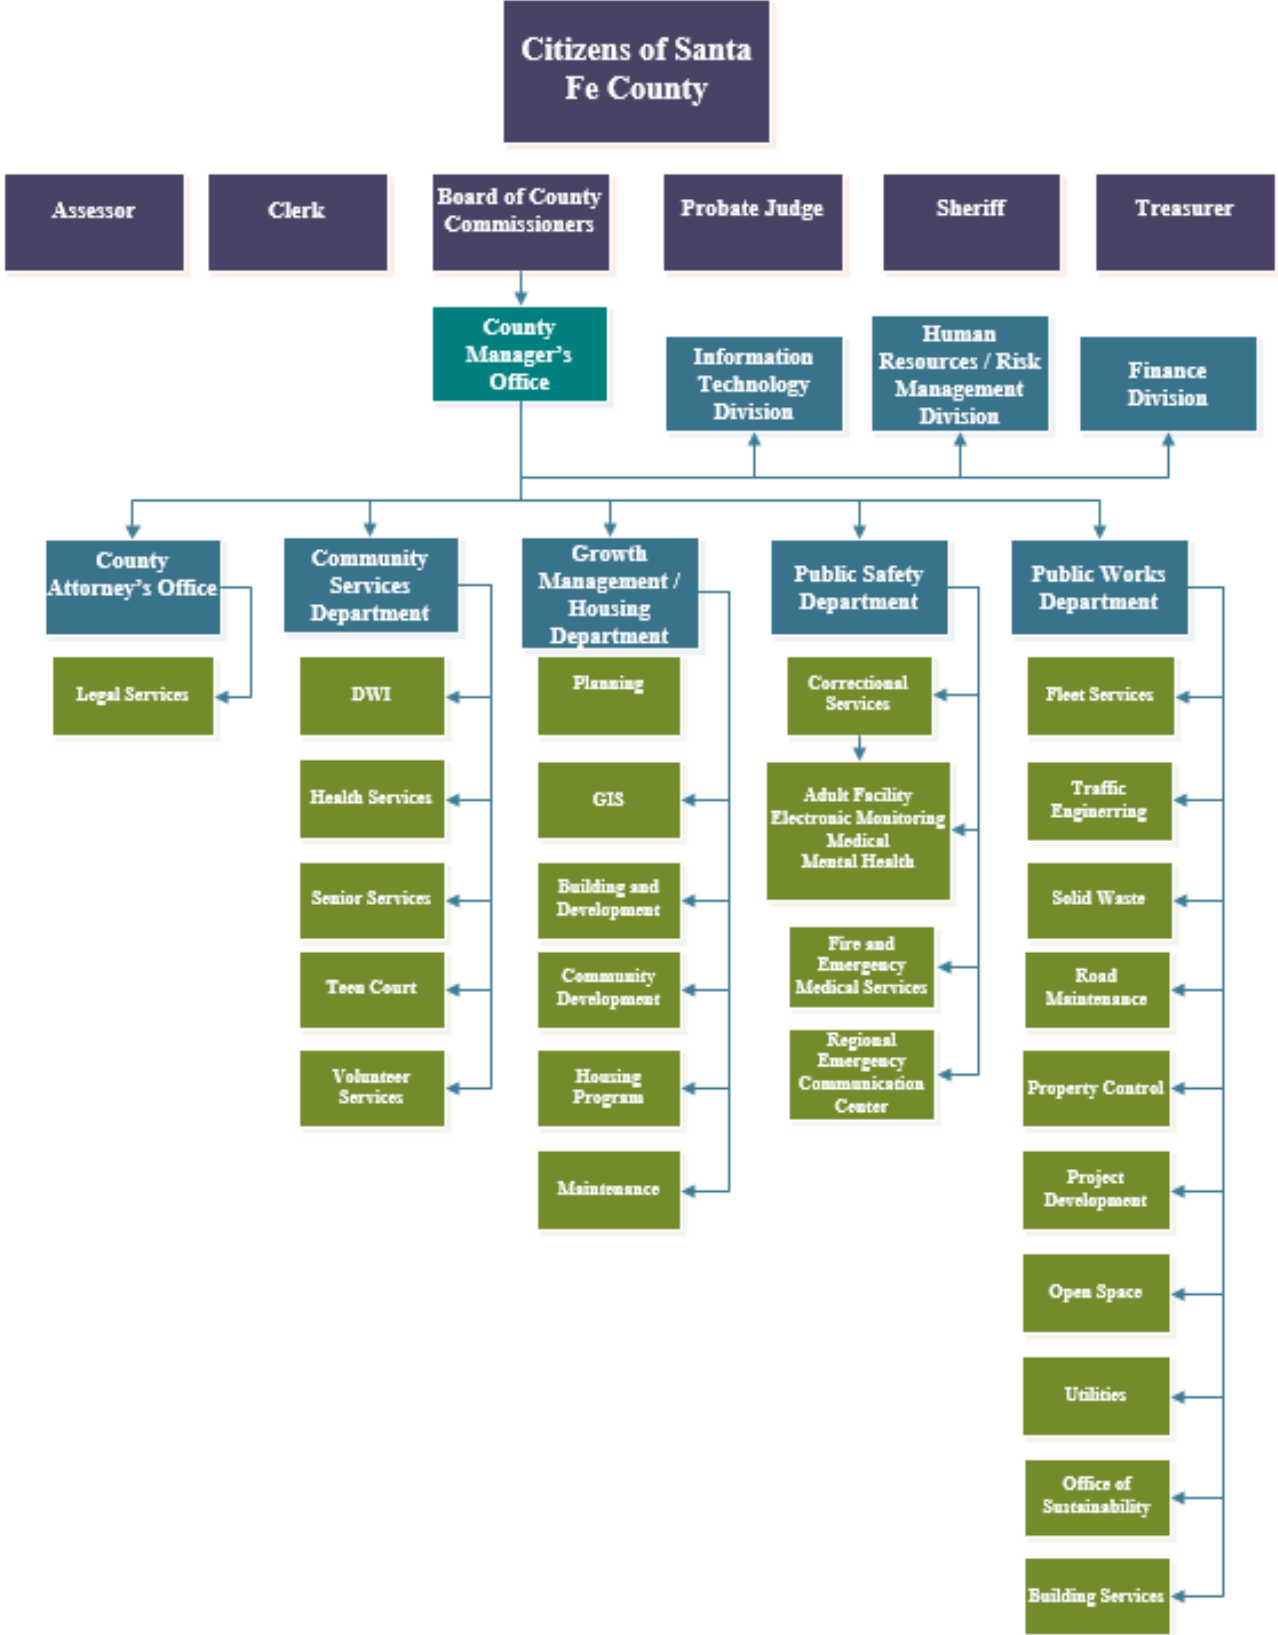 Citizens of Santa
Fe County
Assessor
Clerk
Board of County
Commissioners
Probate Judge
Sheriff
Treasurer
County
Manager's
Office
Information
Technology
Division
Human
Resources / Risk
Management
Division
Finance
Division
County
Attorney's Office
Community
Services
Department
Growth
Management /
Housing
Department
Public Safety
Department
Public Works
Department
Legal Services
DWI
Health Services
Senior Services
Teen Court
Volunteer
Services
Planning
GIS
Building and
Development
Community
Development
Housing
Program
Maintenance
Correctional
Services
Adult Facility
Electronic Monitoring
Medical
Mental Health
Fire and
Emergency
Medical Services
Regional
Emergency
Communication
Center
Fleet Services
Traffic
Enginerring
Solid Waste
Road
Maintenance
Property Control
Project
Development
Open Space
Utilities
Office of
Sustainability
Building Services